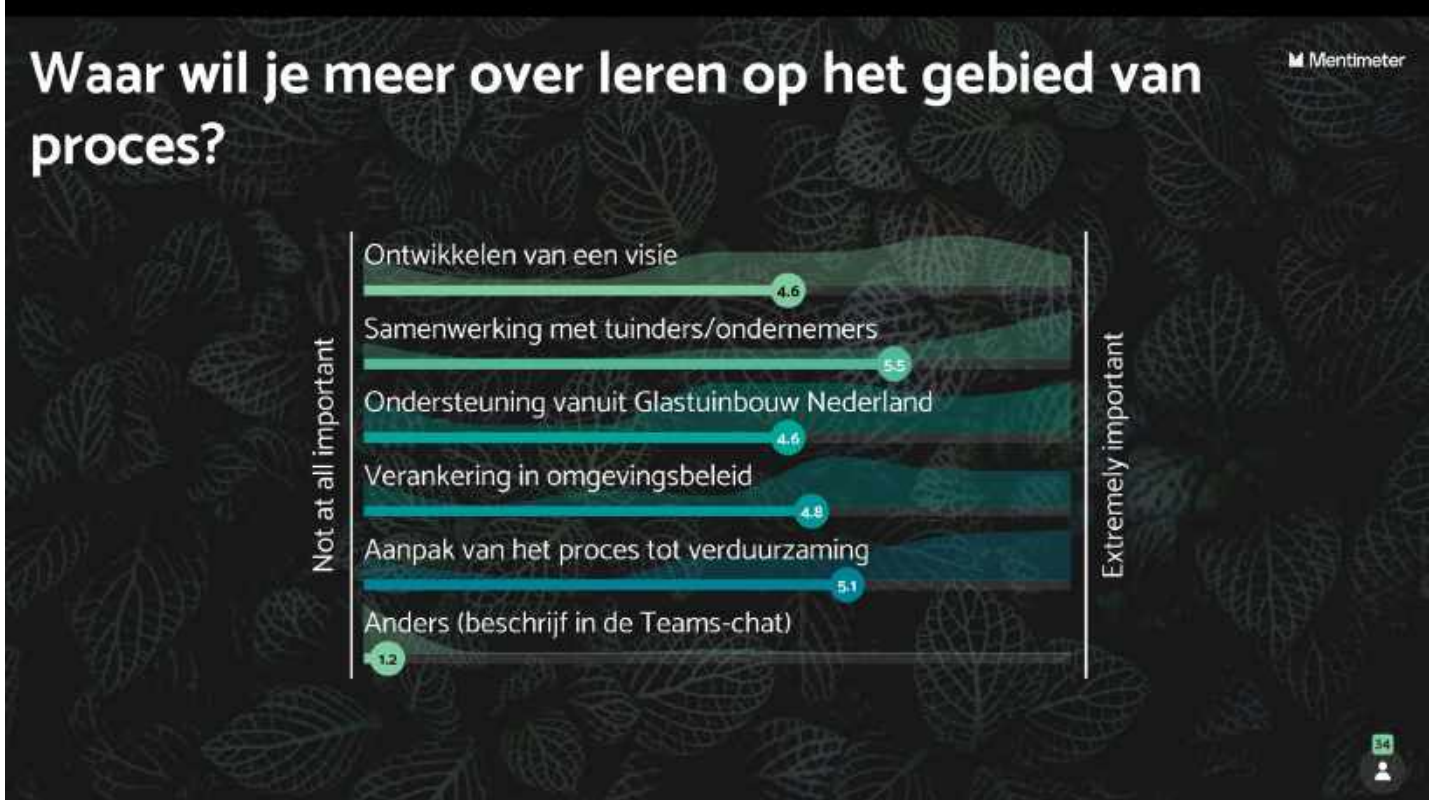 Waar wil je meer over leren op het gebied van
proces?
Mentimeter
Ontwikkelen van een visie
4.6
Samenwerking met tuinders/ondernemers
5.5
Ondersteuning vanuit Glastuinbouw Nederland
4.6
Verankering in omgevingsbeleid
4.8
Aanpak van het proces tot verduurzaming
5.1
Anders (beschrijf in de Teams-chat)
1.2
Not at all important
Extremely important
34